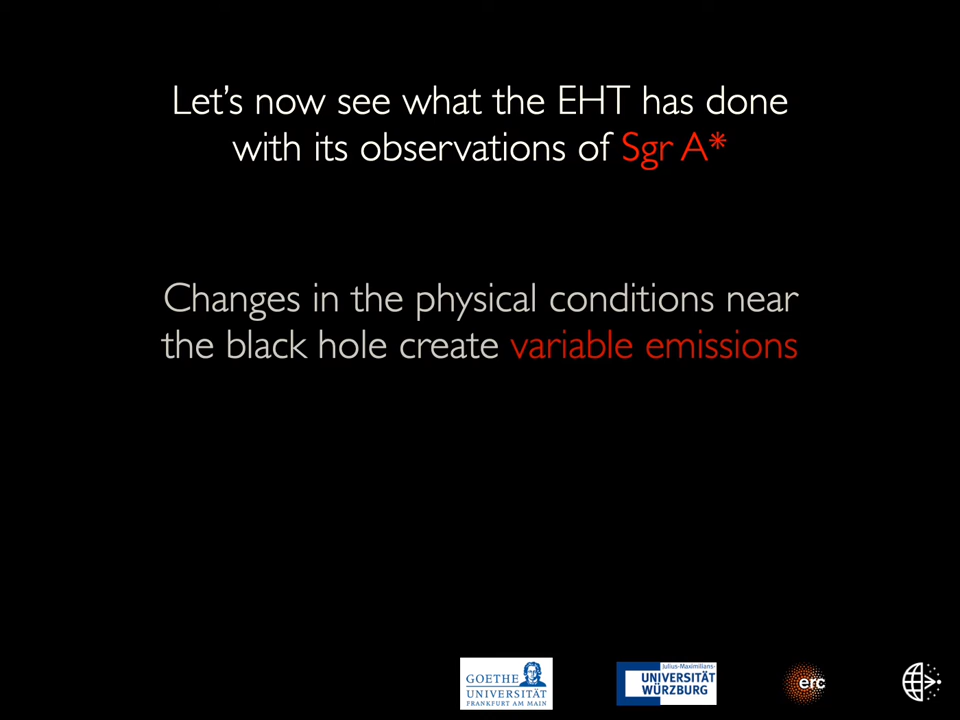 Let's now see what the EHT has done
with its observations of Sgr A*
Changes in the physical conditions near
the black hole create variable emissions
GOETHE
UNIVERSITÄT
FRANKFURT AM MAIN
Julius-Maximilians-
UNIVERSITÄT
WÜRZBURG
erc